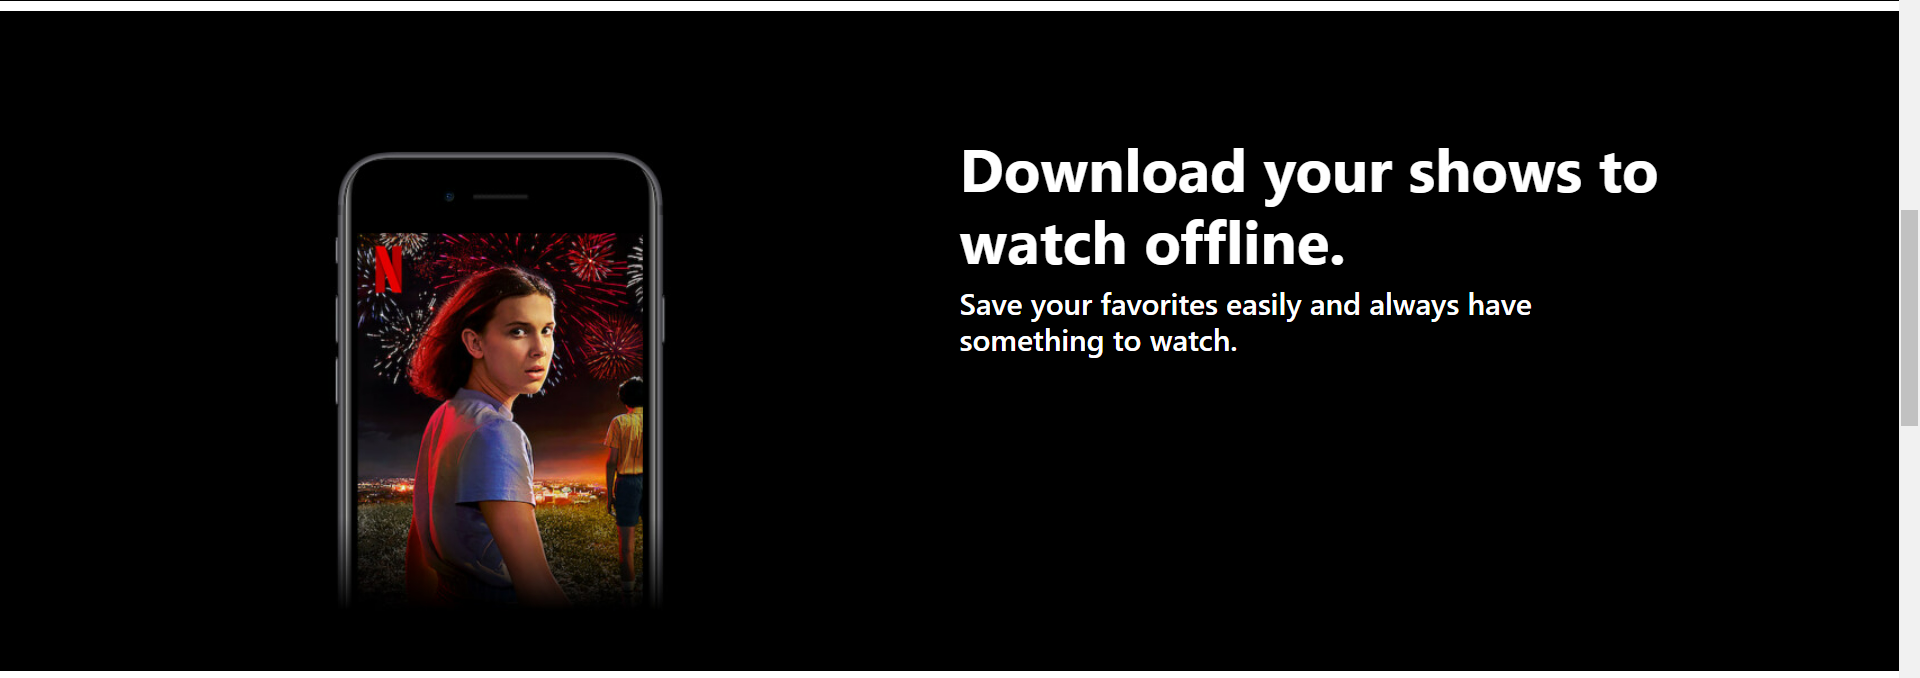 N
Download your shows to
watch offline.
Save your favorites easily and always have
something to watch.